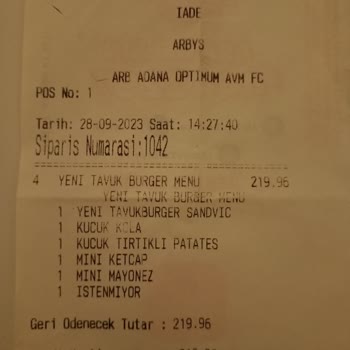 IADE
ARBYS
ARB ADANA OPTIMUM AVM FC
POS No: 1
Tarih: 28-09-2023 Saat: 14:27:40
Siparis Numarasi:1042
4 YENI TAVUK BURGER MENU 219.96
YENI TAVUK BURGER MENU
1 YENI TAVUKBURGER SANDVIC
1 KUCUK KOLA
1 KUCUK TIRTIKLI PATATES
1 MINI KETCAP
1 MINI MAYONEZ
1 ISTENMIYOR
Geri Odenecek Tutar : 219.96